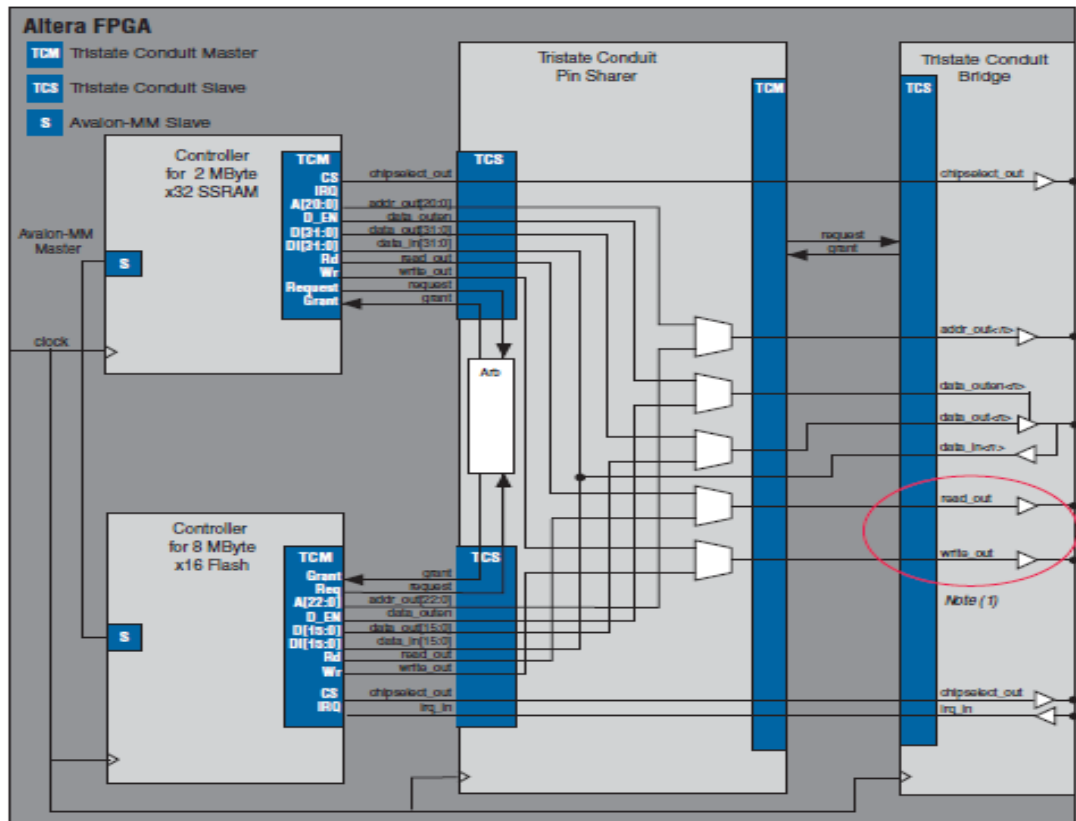 Altera FPGA
TCM Tristate Conduit Master
TCS Tristate Conduit Slave
S Avalon-MM Slave
Tristate Conduit
Pin Sharer
TCM
Tristate Conduit
Bridge
TCS
Controller
for 2 MByte
x32 SSRAM
TCM
CS
IRQ
A[20:0]
D_EN
D[31:0]
DI[31:0]
Rd
Wr
Request
Grant
chipselect_out
addr_out[20:0]
data_outen
data_out[31:0]
data_in[31:0]
read_out
write_out
request
grant
TCS
Avalon-MM
Master
S
clock
Arb
request
grant
chipselect_out
addr_out<n>
data_outen<n>
data_out<n>
data_in<n>
read_out
write_out
Note (1)
Controller
for 8 MByte
x16 Flash
S
TCM
Grant
Req
A[22:0]
D_EN
D[15:0]
DI[15:0]
Rd
Wr
CS
IRQ
grant
request
addr_out[22:0]
data_outen
data_out[15:0]
data_in[15:0]
read_out
write_out
chipselect_out
irq_in
TCS
chipselect_out
irq_in